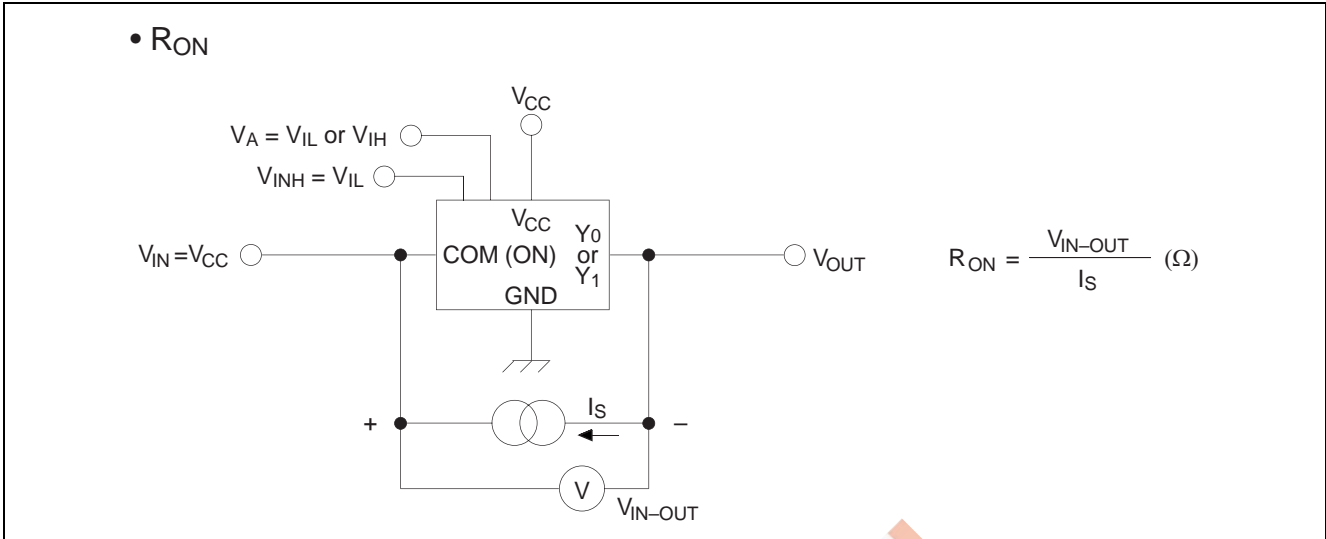 • RON
VCC
VA = VIL or VIH
VINH = VIL
VCC
VIN =VCC
COM (ON)
Y0
or
Y1
VOUT
RON = VIN–OUT / IS (Ω)
GND
IS
+
–
V
VIN–OUT